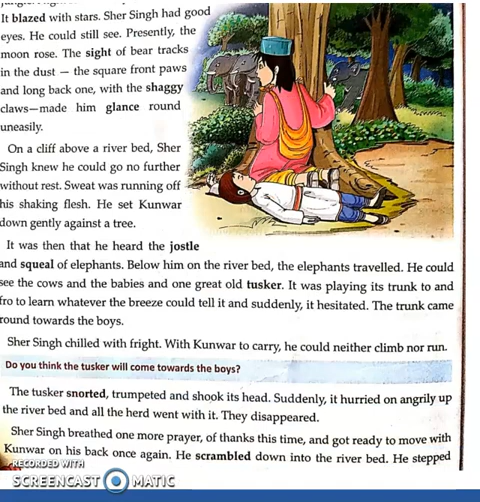 It blazed with stars. Sher Singh had good
eyes. He could still see. Presently, the
moon rose. The sight of bear tracks
in the dust — the square front paws
and long back one, with the shaggy
claws—made him glance round
uneasily.
On a cliff above a river bed, Sher
Singh knew he could go no further
without rest. Sweat was running off
his shaking flesh. He set Kunwar
down gently against a tree.
It was then that he heard the jostle
and squeal of elephants. Below him on the river bed, the elephants travelled. He could
see the cows and the babies and one great old tusker. It was playing its trunk to and
fro to learn whatever the breeze could tell it and suddenly, it hesitated. The trunk came
round towards the boys.
Sher Singh chilled with fright. With Kunwar to carry, he could neither climb nor run.
Do you think the tusker will come towards the boys?
The tusker snorted, trumpeted and shook its head. Suddenly, it hurried on angrily up
the river bed and all the herd went with it. They disappeared.
Sher Singh breathed one more prayer, of thanks this time, and got ready to move with
Kunwar on his back once again. He scrambled down into the river bed. He stepped
RECORDED WITH
SCREENCAST MATIC